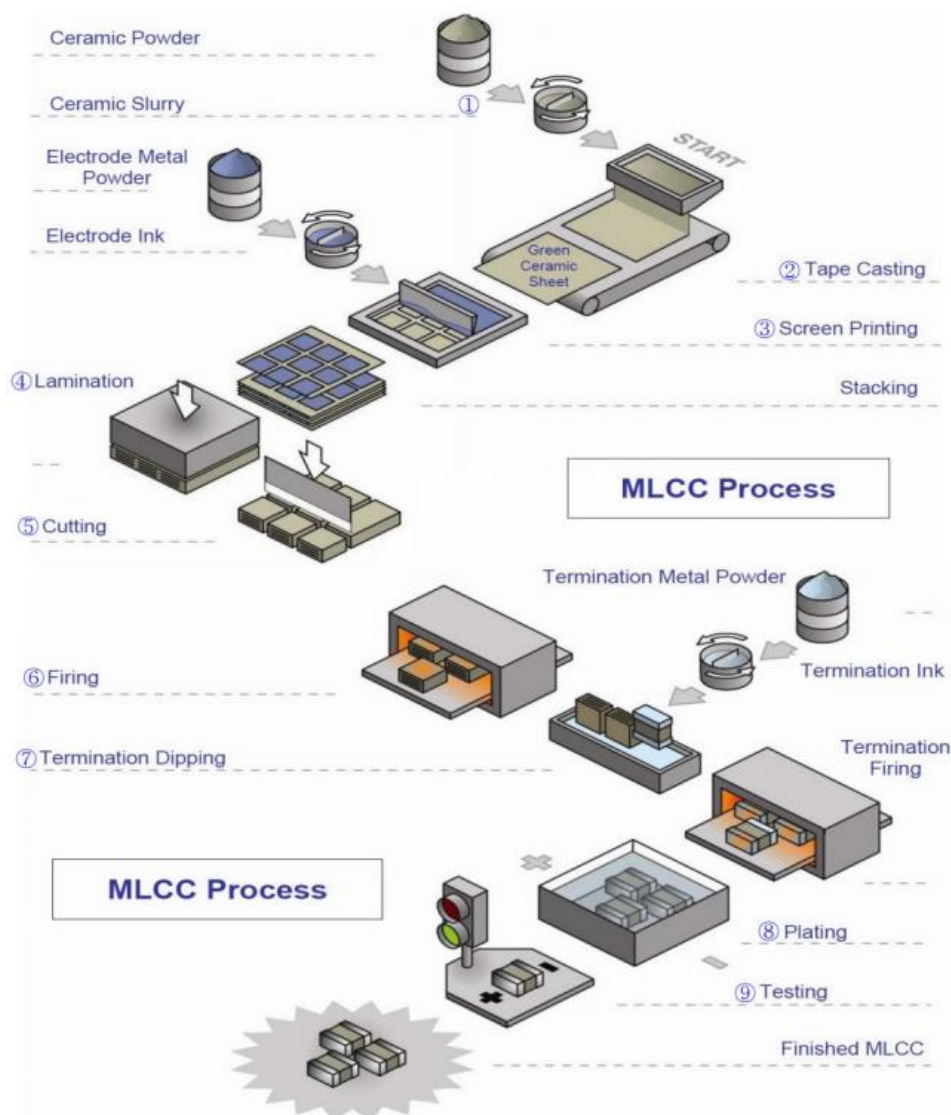 Ceramic Powder
Ceramic Slurry
①
Electrode Metal
Powder
START
Electrode Ink
Green
Ceramic
Sheet
② Tape Casting
③ Screen Printing
④ Lamination
Stacking
MLCC Process
⑤ Cutting
Termination Metal Powder
⑥ Firing
Termination Ink
⑦ Termination Dipping
Termination
Firing
MLCC Process
⑧ Plating
⑨ Testing
Finished MLCC